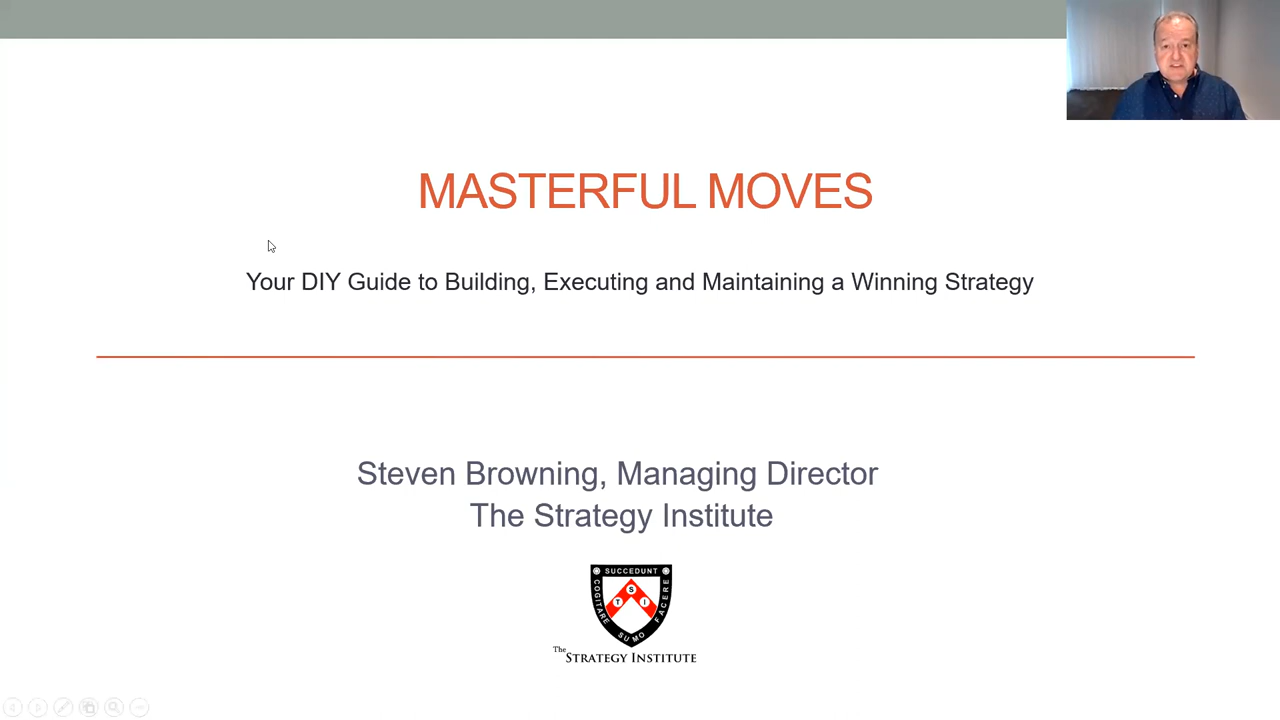 MASTERFUL MOVES
Your DIY Guide to Building, Executing and Maintaining a Winning Strategy
Steven Browning, Managing Director
The Strategy Institute
SUCCEDUNT
COGITARE
FACERE
SUMO
S
T I
The
STRATEGY INSTITUTE